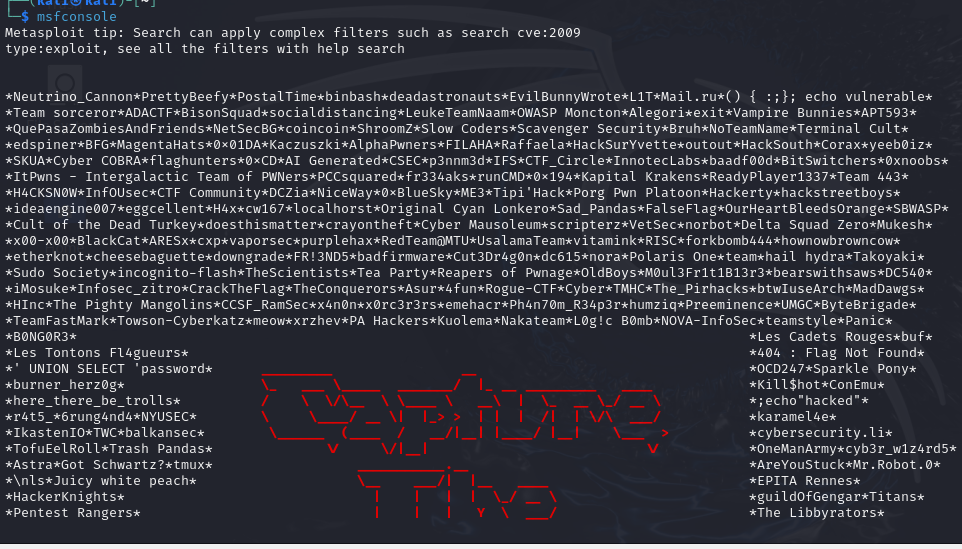 (kali㉿kali)-[~]
$ msfconsole
Metasploit tip: Search can apply complex filters such as search cve:2009
type:exploit, see all the filters with help search
*Neutrino_Cannon*PrettyBeefy*PostalTime*binbash*deadastronauts*EvilBunnyWrote*L1T*Mail.ru*() { :;}; echo vulnerable*
*Team sorceror*ADACTF*BisonSquad*socialdistancing*LeukeTeamNaam*OWASP Moncton*Alegori*exit*Vampire Bunnies*APT593*
*QuePasaZombiesAndFriends*NetSecBG*coincoin*ShroomZ*Slow Coders*Scavenger Security*Bruh*NoTeamName*Terminal Cult*
*edspiner*BFG*MagentaHats*0×01DA*Kaczuszki*AlphaPwners*FILAHA*Raffaela*HackSurYvette*outout*HackSouth*Corax*yeeb0iz*
*SKUA*Cyber COBRA*flaghunters*0×CD*AI Generated*CSEC*p3nnm3d*IFS*CTF_Circle*InnotecLabs*baadf00d*BitSwitchers*0xnoobs*
*ItPwns - Intergalactic Team of PWNers*PCCsquared*fr334aks*runCMD*0×194*Kapital Krakens*ReadyPlayer1337*Team 443*
*H4CKSN0W*InfOUsec*CTF Community*DCZia*NiceWay*0×BlueSky*ME3*Tipi'Hack*Porg Pwn Platoon*Hackerty*hackstreetboys*
*ideaengine007*eggcellent*H4x*cw167*localhorst*Original Cyan Lonkero*Sad_Pandas*FalseFlag*OurHeartBleedsOrange*SBWASP*
*Cult of the Dead Turkey*doesthismatter*crayontheft*Cyber Mausoleum*scripterz*VetSec*norbot*Delta Squad Zero*Mukesh*
*x00-x00*BlackCat*ARESx*cxp*vaporsec*purplehax*RedTeam@MTU*UsalamaTeam*vitamink*RISC*forkbomb444*hownowbrowncow*
*etherknot*cheesebaguette*downgrade*FR!3ND5*badfirmware*Cut3Dr4g0n*dc615*nora*Polaris One*team*hail hydra*Takoyaki*
*Sudo Society*incognito-flash*TheScientists*Tea Party*Reapers of Pwnage*OldBoys*M0ul3Fr1t1B13r3*bearswithsaws*DC540*
*iMosuke*Infosec_zitro*CrackTheFlag*TheConquerors*Asur*4fun*Rogue-CTF*Cyber*TMHC*The_Pirhacks*btwIuseArch*MadDawgs*
*HInc*The Pighty Mangolins*CCSF_RamSec*x4n0n*x0rc3r3rs*emehacr*Ph4n70m_R34p3r*humziq*Preeminence*UMGC*ByteBrigade*
*TeamFastMark*Towson-Cyberkatz*meow*xrzhev*PA Hackers*Kuolema*Nakateam*L0g!c B0mb*NOVA-InfoSec*teamstyle*Panic*
*B0NG0R3* *Les Cadets Rouges*buf*
*Les Tontons Fl4gueurs* *404 : Flag Not Found*
*' UNION SELECT 'password* *OCD247*Sparkle Pony*
*burner_herz0g* *Kill$hot*ConEmu*
*here_there_be_trolls* *;echo"hacked"*
*r4t5_*6rung4nd4*NYUSEC* *karamel4e*
*IkastenIO*TWC*balkansec* *cybersecurity.li*
*TofuEelRoll*Trash Pandas* *OneManArmy*cyb3r_w1z4rd5*
*Astra*Got Schwartz?*tmux* *AreYouStuck*Mr.Robot.0*
*\nls*Juicy white peach* *EPITA Rennes*
*HackerKnights* *guildOfGengar*Titans*
*Pentest Rangers* *The Libbyrators*
Capture
The